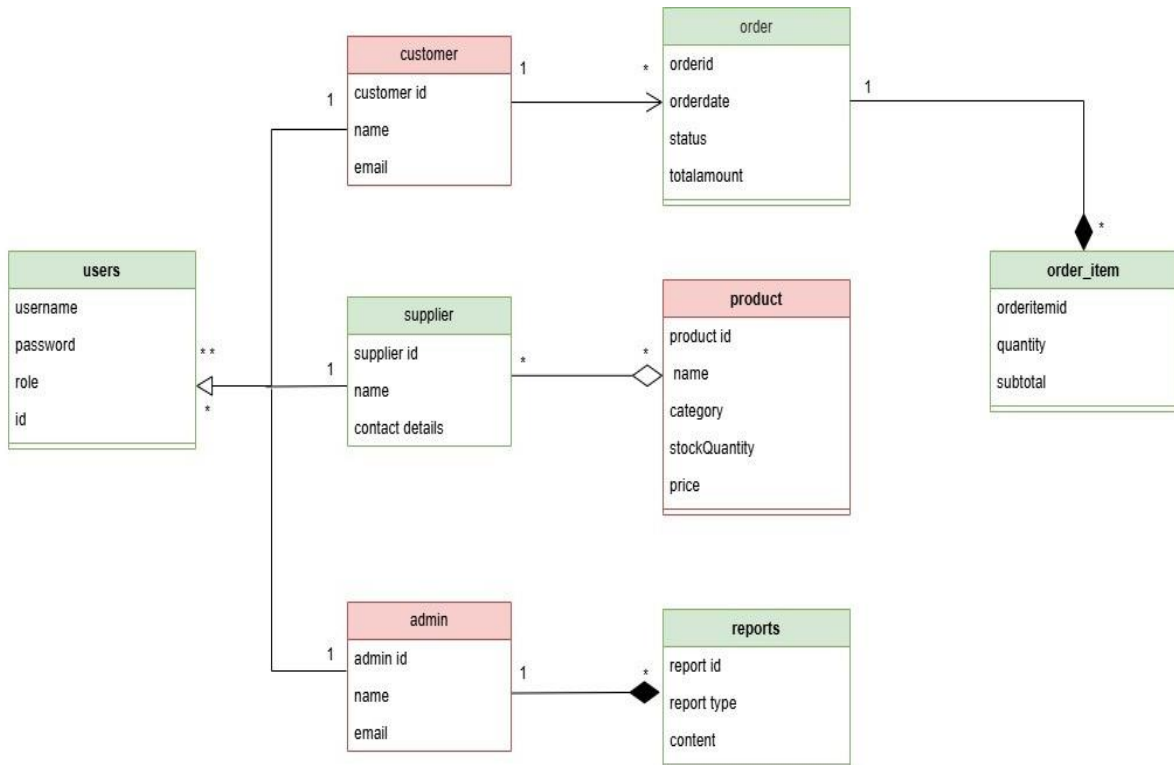 customer
customer id
name
email
order
orderid
orderdate
status
totalamount
1
*
1
1
*
users
username
password
role
id
* *
*
1
supplier
supplier id
name
contact details
*
*
product
product id
name
category
stockQuantity
price
order_item
orderitemid
quantity
subtotal
1
admin
admin id
name
email
1
*
reports
report id
report type
content